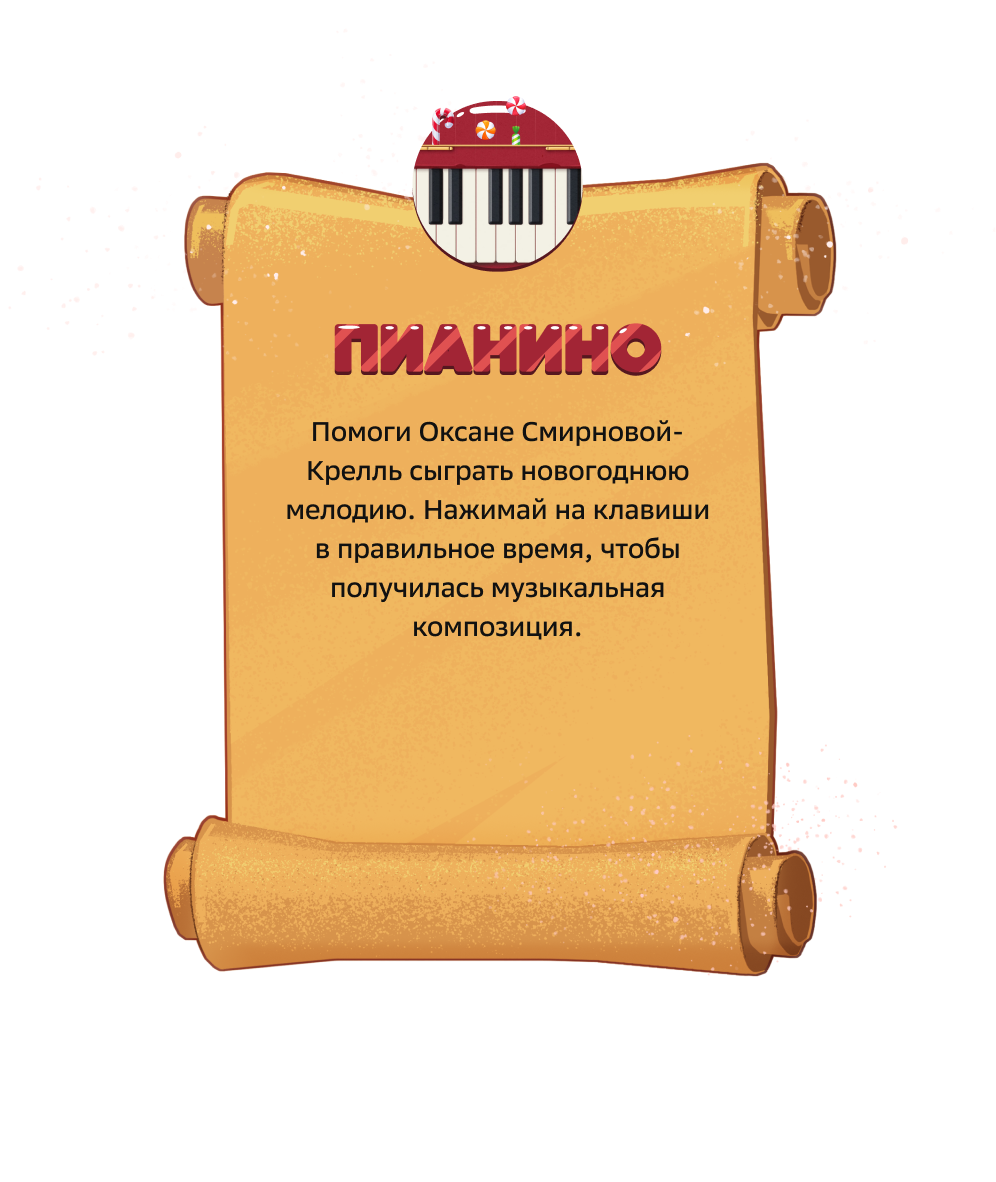 ПИАНИНО
Помоги Оксане Смирновой-
Крелль сыграть новогоднюю
мелодию. Нажимай на клавиши
в правильное время, чтобы
получилась музыкальная
композиция.